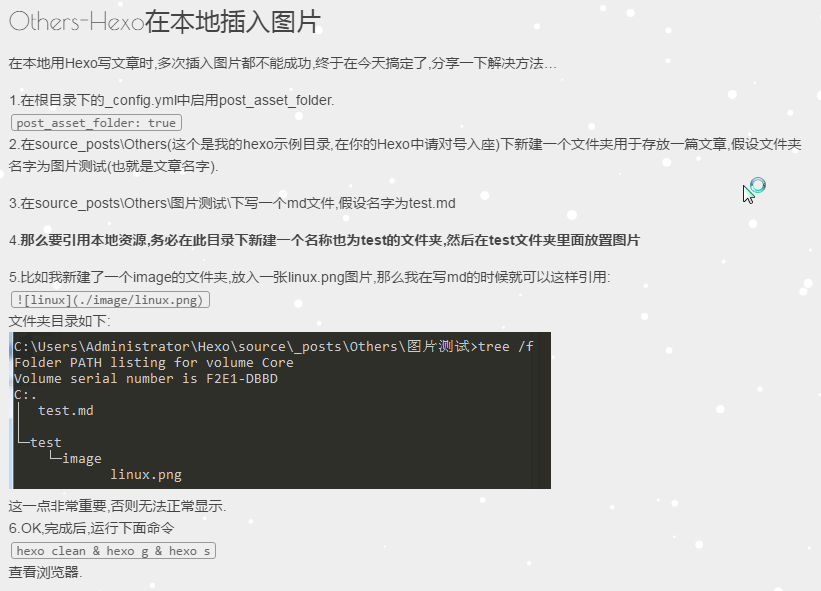 Others-Hexo在本地插入图片
在本地用Hexo写文章时,多次插入图片都不能成功,终于在今天搞定了,分享一下解决方法...
1.在根目录下的_config.yml中启用post_asset_folder.
post_asset_folder: true
2.在source_posts\Others(这个是我的hexo示例目录,在你的Hexo中请对号入座)下新建一个文件夹用于存放一篇文章,假设文件夹
名字为图片测试(也就是文章名字).
3.在source_posts\Others\图片测试\下写一个md文件,假设名字为test.md
4.那么要引用本地资源,务必在此目录下新建一个名称也为test的文件夹,然后在test文件夹里面放置图片
5.比如我新建了一个image的文件夹,放入一张linux.png图片,那么我在写md的时候就可以这样引用:
![linux](./image/linux.png)
文件夹目录如下:
C:\Users\Administrator\Hexo\source\_posts\Others\图片测试>tree /f
Folder PATH listing for volume Core
Volume serial number is F2E1-DBBD
C:.
│  test.md
│
└─test
    └─image
            linux.png
这一点非常重要,否则无法正常显示.
6.OK,完成后,运行下面命令
hexo clean & hexo g & hexo s
查看浏览器.